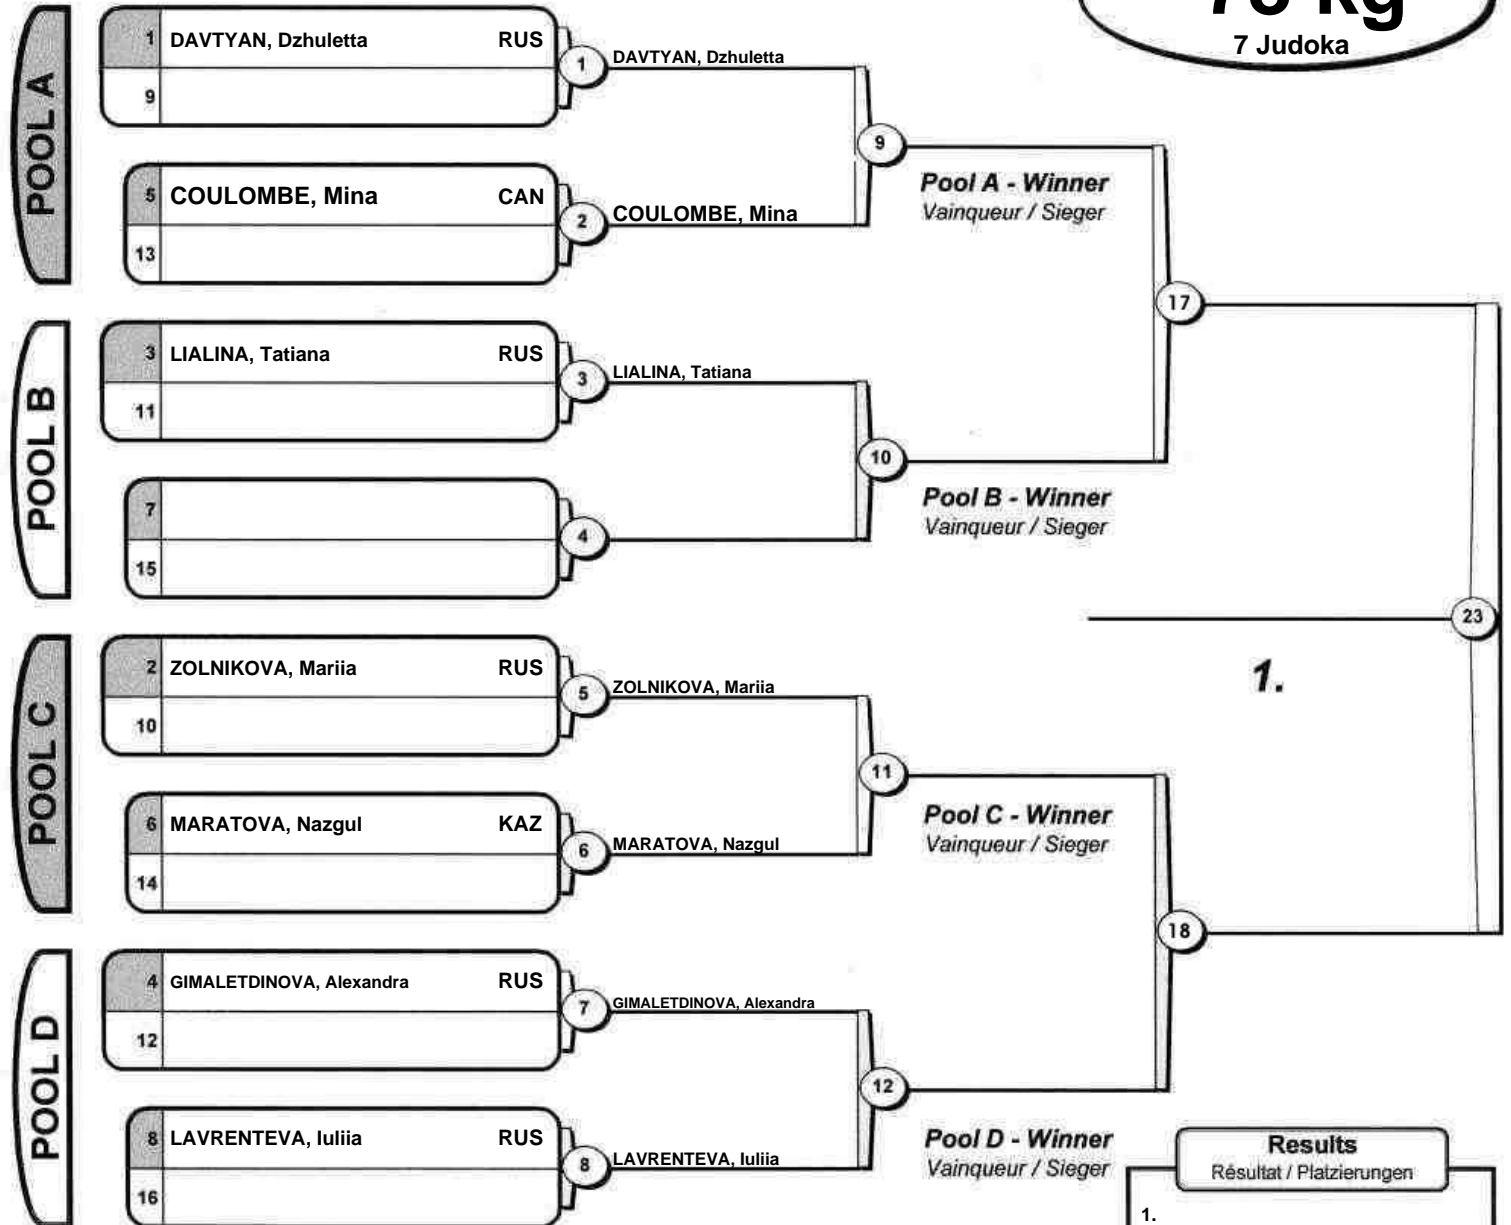 78 kg
7 Judoka
POOL A
1 DAVTYAN, Dzhuletta RUS
9
1 DAVTYAN, Dzhuletta
5 COULOMBE, Mina CAN
13
2 COULOMBE, Mina
9
Pool A - Winner
Vainqueur / Sieger
POOL B
3 LIALINA, Tatiana RUS
11
3 LIALINA, Tatiana
7
15
4
10
Pool B - Winner
Vainqueur / Sieger
17
POOL C
2 ZOLNIKOVA, Mariia RUS
10
5 ZOLNIKOVA, Mariia
6 MARATOVA, Nazgul KAZ
14
6 MARATOVA, Nazgul
11
Pool C - Winner
Vainqueur / Sieger
23
1.
POOL D
4 GIMALETDINOVA, Alexandra RUS
12
7 GIMALETDINOVA, Alexandra
8 LAVRENTEVA, Iuliia RUS
16
8 LAVRENTEVA, Iuliia
12
Pool D - Winner
Vainqueur / Sieger
18
Results
Résultat / Platzierungen
1.